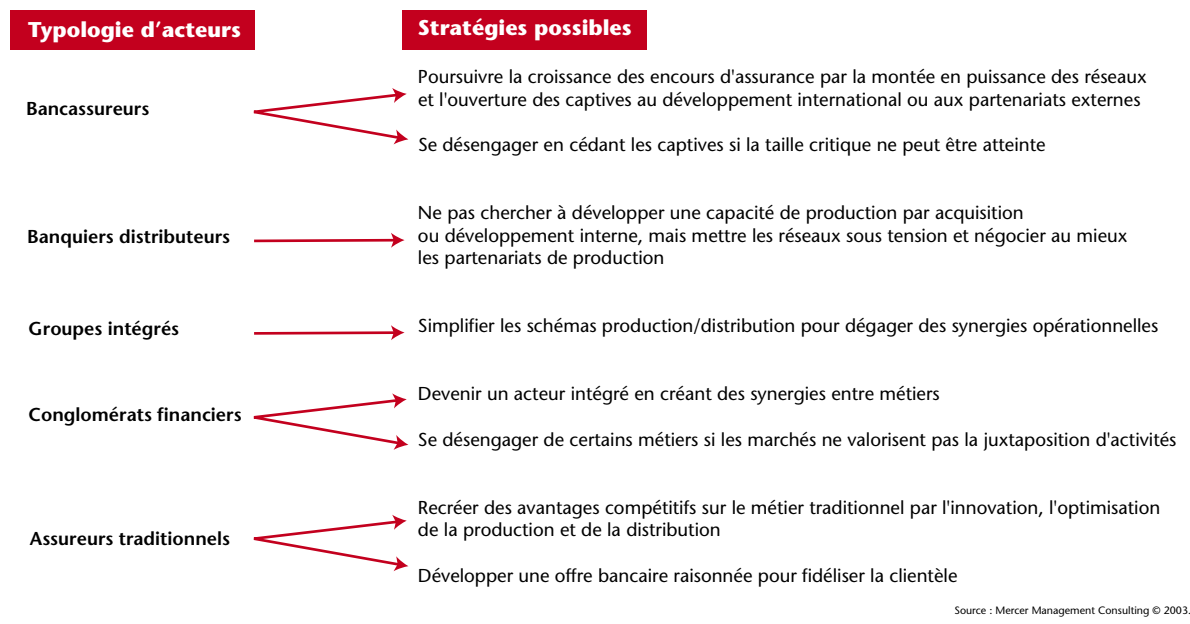 Typologie d’acteurs
Stratégies possibles
Bancassureurs
Poursuivre la croissance des encours d'assurance par la montée en puissance des réseaux
et l'ouverture des captives au développement international ou aux partenariats externes
Se désengager en cédant les captives si la taille critique ne peut être atteinte
Banquiers distributeurs
Ne pas chercher à développer une capacité de production par acquisition
ou développement interne, mais mettre les réseaux sous tension et négocier au mieux
les partenariats de production
Groupes intégrés
Simplifier les schémas production/distribution pour dégager des synergies opérationnelles
Conglomérats financiers
Devenir un acteur intégré en créant des synergies entre métiers
Se désengager de certains métiers si les marchés ne valorisent pas la juxtaposition d'activités
Assureurs traditionnels
Recréer des avantages compétitifs sur le métier traditionnel par l'innovation, l'optimisation
de la production et de la distribution
Développer une offre bancaire raisonnée pour fidéliser la clientèle
Source : Mercer Management Consulting © 2003.